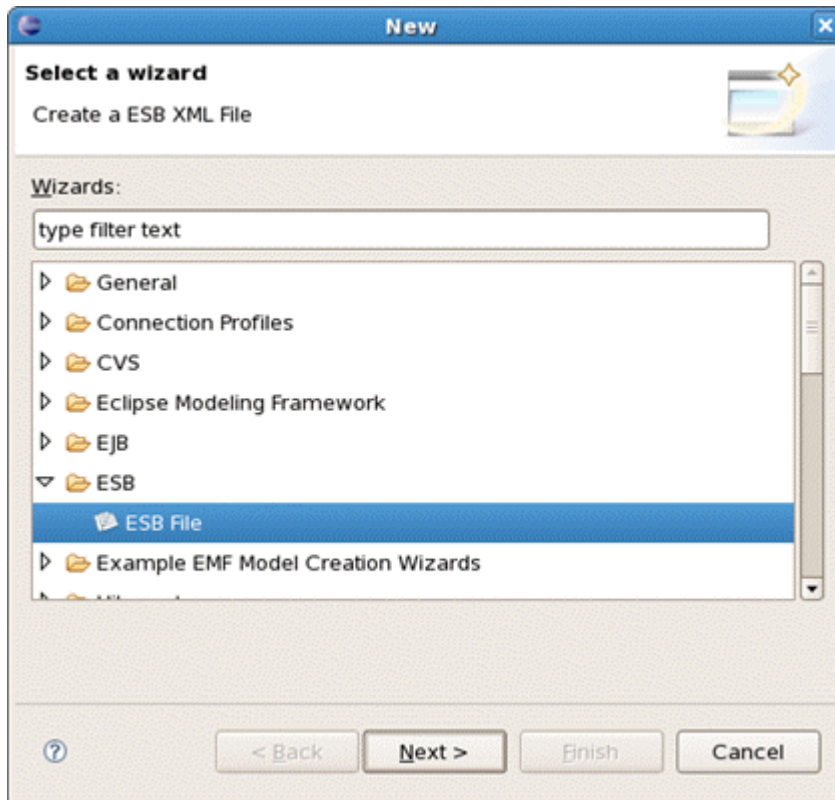 New
Select a wizard
Create a ESB XML File
Wizards:
type filter text
General
Connection Profiles
CVS
Eclipse Modeling Framework
EJB
ESB
ESB File
Example EMF Model Creation Wizards
< Back Next > Finish Cancel